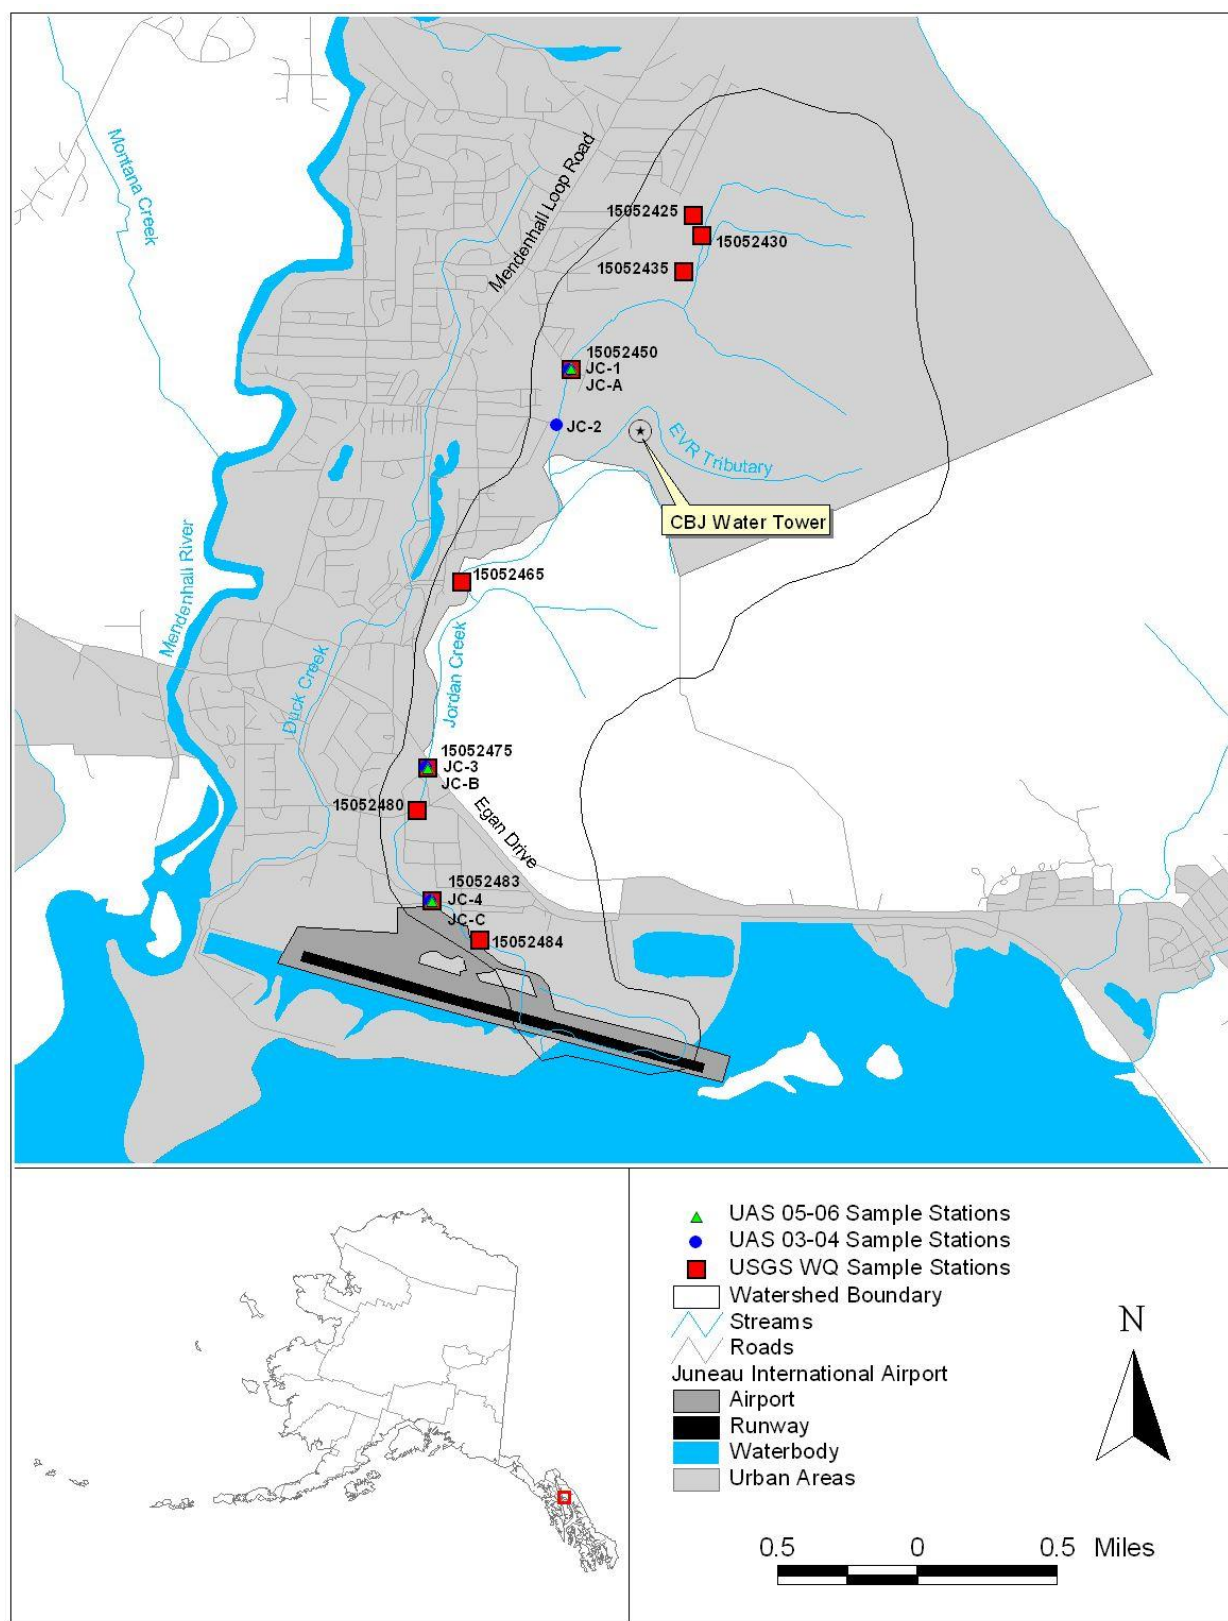 Montana Creek
Mendenhall Loop Road
15052425
15052430
15052435
15052450
JC-1
JC-A
JC-2
EVR Tributary
CBJ Water Tower
Mendenhall River
15052465
Duck Creek
Jordan Creek
15052475
JC-3
JC-B
15052480
Egan Drive
15052483
JC-4
JC-C
15052484
UAS 05-06 Sample Stations
UAS 03-04 Sample Stations
USGS WQ Sample Stations
Watershed Boundary
Streams
Roads
Juneau International Airport
Airport
Runway
Waterbody
Urban Areas
N
0.5 0 0.5 Miles